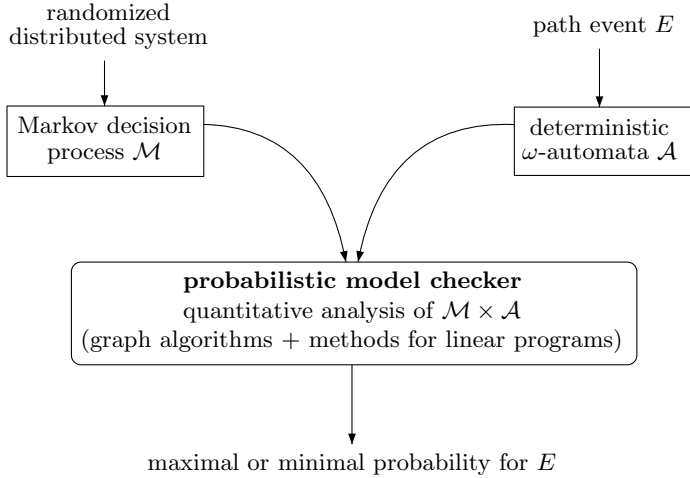 randomized
distributed system
path event E
Markov decision
process ℳ
deterministic
ω-automata 𝒜
probabilistic model checker
quantitative analysis of ℳ × 𝒜
(graph algorithms + methods for linear programs)
maximal or minimal probability for E